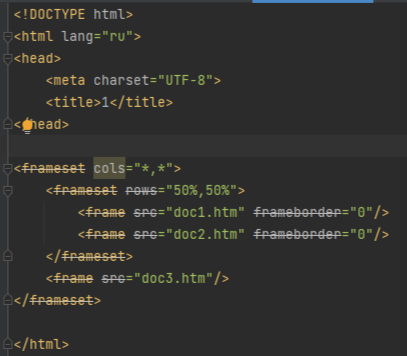 <!DOCTYPE html>
<html lang="ru">
<head>
    <meta charset="UTF-8">
    <title>1</title>
</head>

<frameset cols="*,*">
    <frameset rows="50%,50%">
        <frame src="doc1.htm" frameborder="0"/>
        <frame src="doc2.htm" frameborder="0"/>
    </frameset>
    <frame src="doc3.htm"/>
</frameset>

</html>